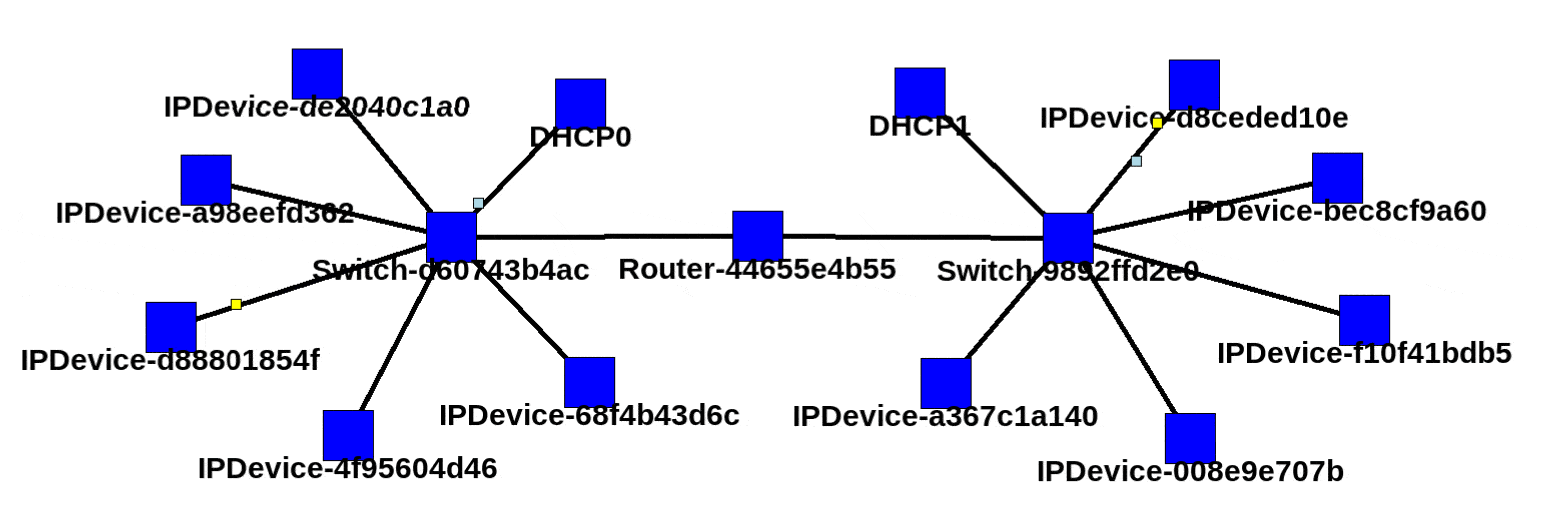 IPDevice-de2040c1a0
DHCP0
DHCP1
IPDevice-d8ceded10e
IPDevice-a98eefd362
IPDevice-bec8cf9a60
Switch-d60743b4ac
Router-44655e4b55
Switch-9892ffd2e0
IPDevice-d88801854f
IPDevice-f10f41bdb5
IPDevice-68f4b43d6c
IPDevice-a367c1a140
IPDevice-4f95604d46
IPDevice-008e9e707b